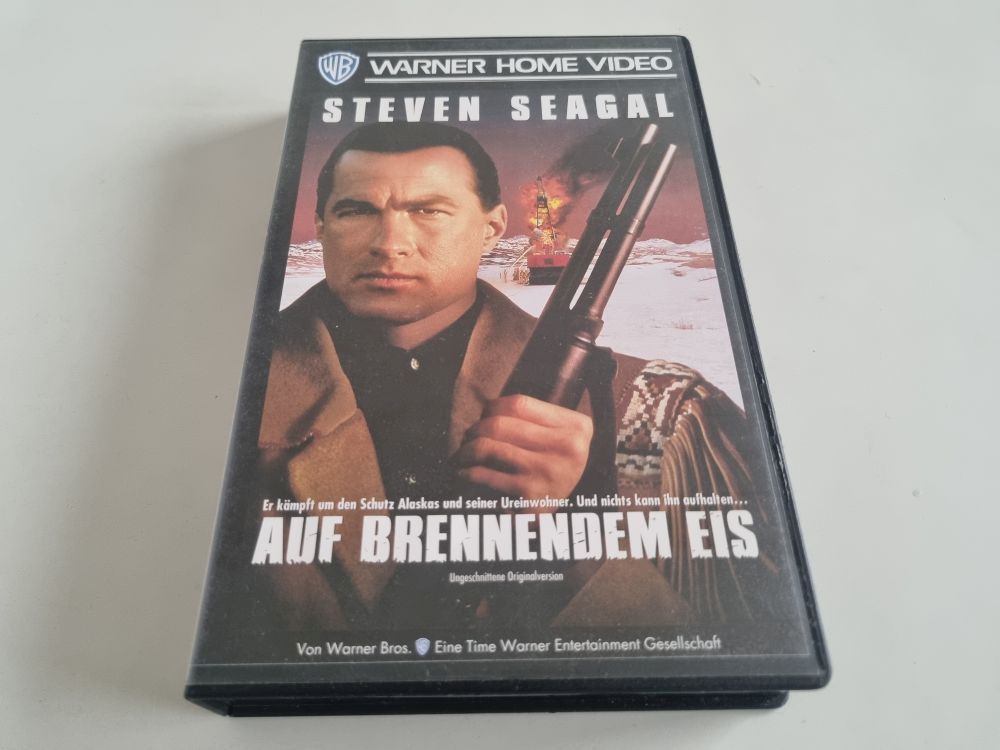 WB WARNER HOME VIDEO
STEVEN SEAGAL
Er kämpft um den Schutz Alaskas und seiner Ureinwohner. Und nichts kann ihn aufhalten...
AUF BRENNENDEM EIS
Ungeschnittene Originalversion
Von Warner Bros. WB Eine Time Warner Entertainment Gesellschaft